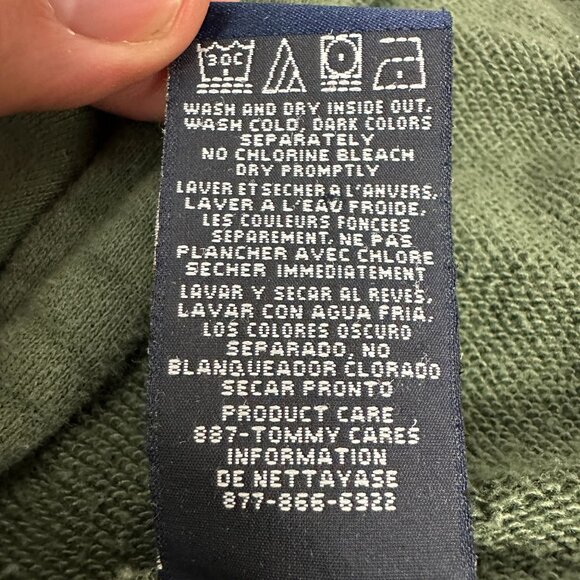 30C
WASH AND DRY INSIDE OUT,
WASH COLD, DARK COLORS
SEPARATELY
NO CHLORINE BLEACH
DRY PROMPTLY
LAVER ET SECHER A L'ANVERS,
LAVER A L'EAU FROIDE,
LES COULEURS FONCEES
SEPAREMENT, NE PAS
PLANCHER AVEC CHLORE
SECHER IMMEDIATEMENT
LAVAR Y SECAR AL REVES,
LAVAR CON AGUA FRIA,
LOS COLORES OSCURO
SEPARADO, NO
BLANQUEADOR CLORADO
SECAR PRONTO
PRODUCT CARE
887-TOMMY CARES
INFORMATION
DE NETTAYASE
877-866-6322